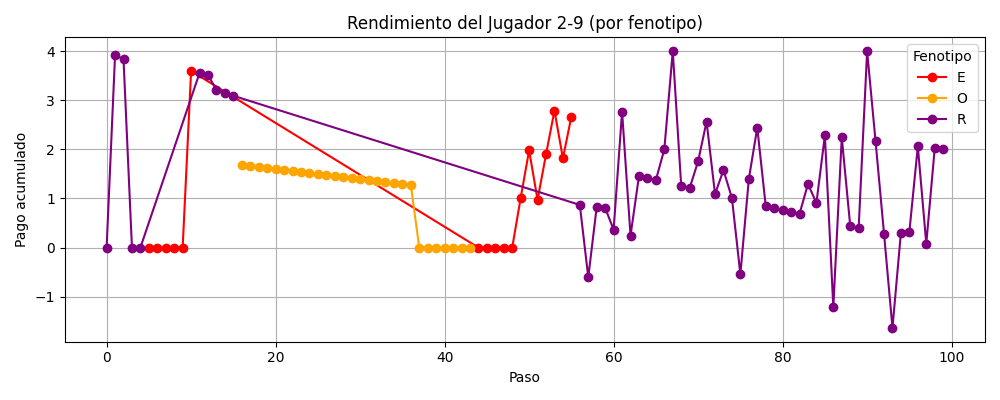 Rendimiento del Jugador 2-9 (por fenotipo)
Pago acumulado
4
3
2
1
0
−1
Fenotipo
E
O
R
0 20 40 60 80 100
Paso